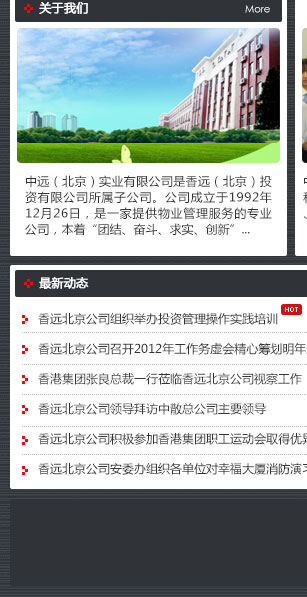 关于我们 More
中远（北京）实业有限公司是香远（北京）投
资有限公司所属子公司。公司成立于1992年
12月26日，是一家提供物业管理服务的专业
公司，本着“团结、奋斗、求实、创新”...
最新动态
香远北京公司组织举办投资管理操作实践培训 HOT
香远北京公司召开2012年工作务虚会精心筹划明年
香港集团张良总裁一行莅临香远北京公司视察工作
香远北京公司领导拜访中散总公司主要领导
香远北京公司积极参加香港集团职工运动会取得优
香远北京公司安委办组织各单位对幸福大厦消防演